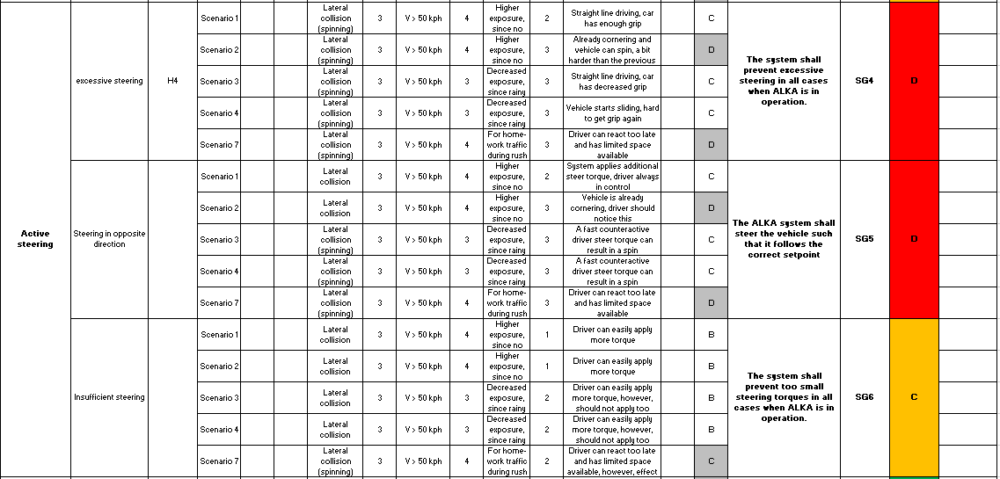 Active steering
excessive steering H4
Scenario 1 Lateral collision (spinning) 3 V > 50 kph 4 Higher exposure, since no 2 Straight line driving, car has enough grip C
Scenario 2 Lateral collision (spinning) 3 V > 50 kph 4 Higher exposure, since no 3 Already cornering and vehicle can spin, a bit harder than the previous D
Scenario 3 Lateral collision (spinning) 3 V > 50 kph 3 Decreased exposure, since rainy 3 Straight line driving, car has decreased grip C
Scenario 4 Lateral collision (spinning) 3 V > 50 kph 3 Decreased exposure, since rainy 3 Vehicle starts sliding, hard to get grip again C
Scenario 7 Lateral collision (spinning) 3 V > 50 kph 4 For home-work traffic during rush 3 Driver can react too late and has limited space available D
The system shall prevent excessive steering in all cases when ALKA is in operation. SG4 D
Steering in opposite direction
Scenario 1 Lateral collision 3 V > 50 kph 4 Higher exposure, since no 2 System applies additional steer torque, driver always in control C
Scenario 2 Lateral collision 3 V > 50 kph 4 Higher exposure, since no 3 Vehicle is already cornering, driver should notice this D
Scenario 3 Lateral collision (spinning) 3 V > 50 kph 3 Decreased exposure, since rainy 3 A fast counteractive driver steer torque can result in a spin C
Scenario 4 Lateral collision (spinning) 3 V > 50 kph 3 Decreased exposure, since rainy 3 A fast counteractive driver steer torque can result in a spin C
Scenario 7 Lateral collision (spinning) 3 V > 50 kph 4 For home-work traffic during rush 3 Driver can react too late and has limited space available D
The ALKA system shall steer the vehicle such that it follows the correct setpoint SG5 D
Insufficient steering
Scenario 1 Lateral collision 3 V > 50 kph 4 Higher exposure, since no 1 Driver can easily apply more torque B
Scenario 2 Lateral collision 3 V > 50 kph 4 Higher exposure, since no 1 Driver can easily apply more torque B
Scenario 3 Lateral collision 3 V > 50 kph 3 Decreased exposure, since rainy 2 Driver can easily apply more torque, however, should not apply too B
Scenario 4 Lateral collision 3 V > 50 kph 3 Decreased exposure, since rainy 2 Driver can easily apply more torque, however, should not apply too B
Scenario 7 Lateral collision (spinning) 3 V > 50 kph 4 For home-work traffic during rush 2 Driver can react too late and has limited space available, however, effect C
The system shall prevent too small steering torques in all cases when ALKA is in operation. SG6 C